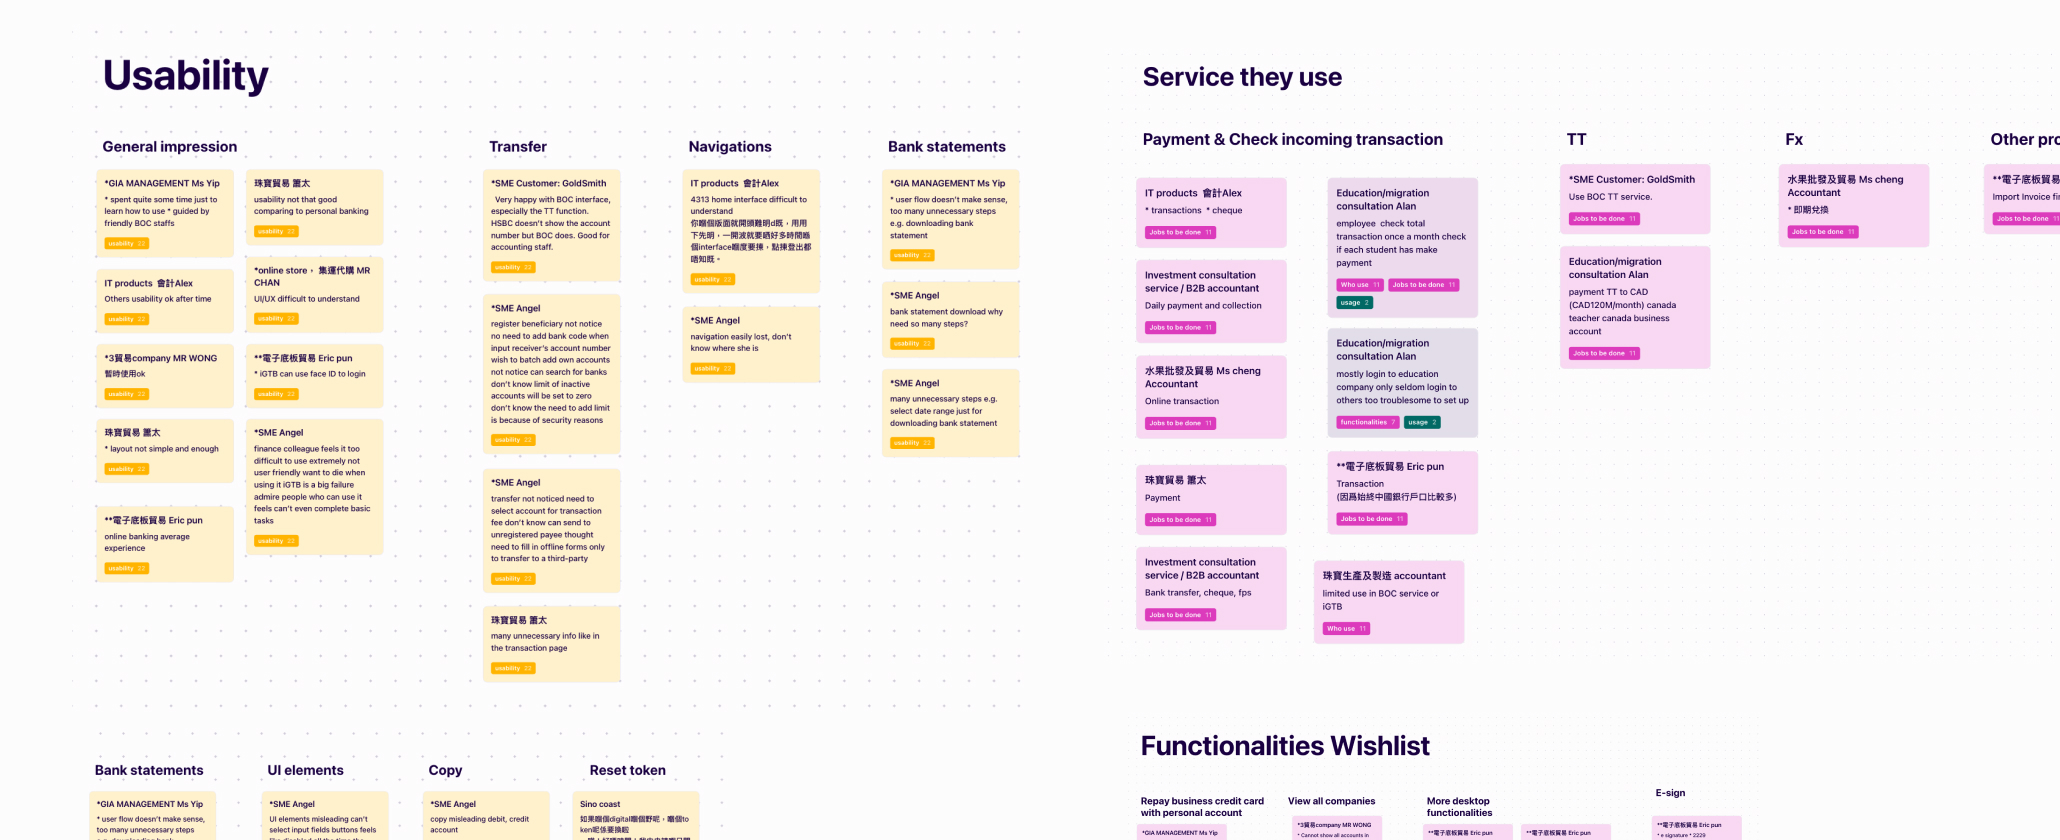 Usability
General impression
*GIA MANAGEMENT Ms Yip
* spent quite some time just to
learn how to use * guided by
friendly BOC staffs
usability 22
IT products 會計Alex
Others usability ok after time
usability 22
*3貿易company MR WONG
暫時使用ok
usability 22
珠寶貿易 蕭太
* layout not simple and enough
usability 22
**電子底板貿易 Eric pun
online banking average
experience
usability 22
珠寶貿易 蕭太
usability not that good
comparing to personal banking
usability 22
*online store， 集運代購 MR
CHAN
UI/UX difficult to understand
usability 22
**電子底板貿易 Eric pun
* iGTB can use face ID to login
usability 22
*SME Angel
finance colleague feels it too
difficult to use extremely not
user friendly want to die when
using it iGTB is a big failure
admire people who can use it
feels can't even complete basic
tasks
usability 22
Transfer
*SME Customer: GoldSmith
Very happy with BOC interface,
especially the TT function.
HSBC doesn't show the account
number but BOC does. Good for
accounting staff.
usability 22
*SME Angel
register beneficiary not notice
no need to add bank code when
input receiver's account number
wish to batch add own accounts
not notice can search for banks
don't know limit of inactive
accounts will be set to zero
don't know the need to add limit
is because of security reasons
usability 22
*SME Angel
transfer not noticed need to
select account for transaction
fee don't know can send to
unregistered payee thought
need to fill in offline forms only
to transfer to a third-party
usability 22
珠寶貿易 蕭太
many unnecessary info like in
the transaction page
usability 22
Navigations
IT products 會計Alex
4313 home interface difficult to
understand
你嗰個版面就開頭難明d既，用用
下先明，一開波就要晒好多時間喺
個interface嗰度要揀，點揀登出都
唔知既。
usability 22
*SME Angel
navigation easily lost, don't
know where she is
usability 22
Bank statements
*GIA MANAGEMENT Ms Yip
* user flow doesn't make sense,
too many unnecessary steps
e.g. downloading bank
statement
usability 22
*SME Angel
bank statement download why
need so many steps?
usability 22
*SME Angel
many unnecessary steps e.g.
select date range just for
downloading bank statement
usability 22
Bank statements
*GIA MANAGEMENT Ms Yip
* user flow doesn't make sense,
too many unnecessary steps
UI elements
*SME Angel
UI elements misleading can't
select input fields buttons feels
Copy
*SME Angel
copy misleading debit, credit
account
Reset token
Sino coast
如果嗰個digital嗰個野呢，嗰個to
ken呢係要換啦
Service they use
Payment & Check incoming transaction
IT products 會計Alex
* transactions * cheque
Jobs to be done 11
Investment consultation
service / B2B accountant
Daily payment and collection
Jobs to be done 11
水果批發及貿易 Ms cheng
Accountant
Online transaction
Jobs to be done 11
珠寶貿易 蕭太
Payment
Jobs to be done 11
Investment consultation
service / B2B accountant
Bank transfer, cheque, fps
Jobs to be done 11
Education/migration
consultation Alan
employee check total
transaction once a month check
if each student has make
payment
Who use 11 Jobs to be done 11
usage 2
Education/migration
consultation Alan
mostly login to education
company only seldom login to
others too troublesome to set up
functionalities 7 usage 2
**電子底板貿易 Eric pun
Transaction
(因爲始終中國銀行戶口比較多)
Jobs to be done 11
珠寶生產及製造 accountant
limited use in BOC service or
iGTB
Who use 11
TT
*SME Customer: GoldSmith
Use BOC TT service.
Jobs to be done 11
Education/migration
consultation Alan
payment TT to CAD
(CAD120M/month) canada
teacher canada business
account
Jobs to be done 11
Fx
水果批發及貿易 Ms cheng
Accountant
* 即期兌換
Jobs to be done 11
Other pro
**電子底板貿易
Import Invoice fi
Jobs to be done 11
Functionalities Wishlist
Repay business credit card
with personal account
*GIA MANAGEMENT Ms Yip
View all companies
*3貿易company MR WONG
* Cannot show all accounts in
More desktop
functionalities
**電子底板貿易 Eric pun
**電子底板貿易 Eric pun
E-sign
**電子底板貿易 Eric pun
* e signature * 2229